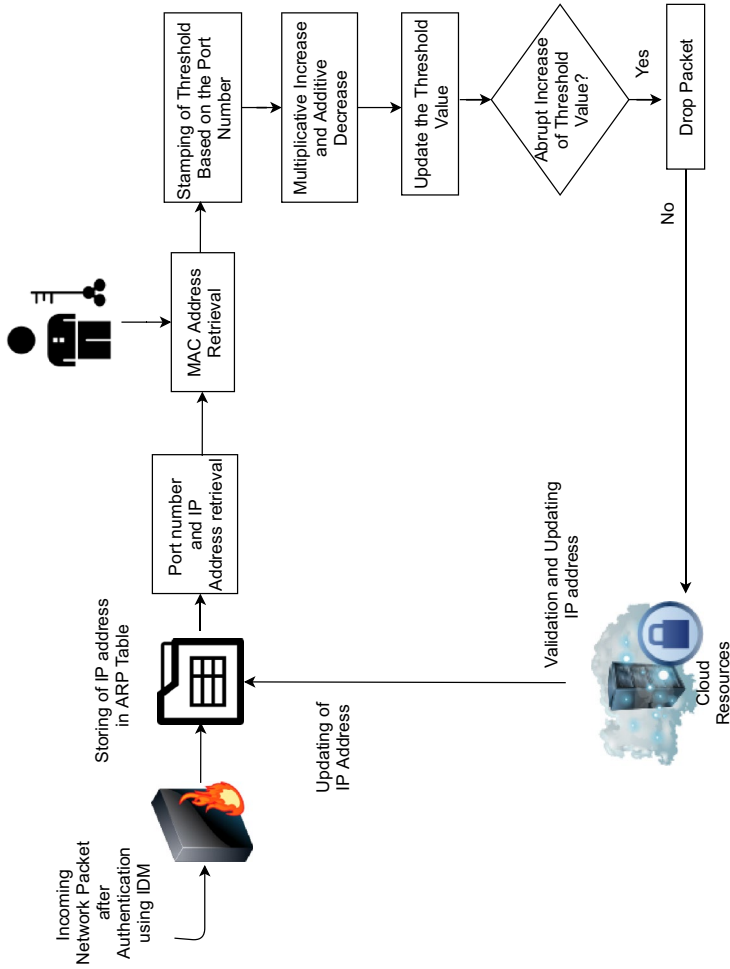 Incoming
Network Packet
after
Authentication
using IDM
Storing of IP address
in ARP Table
Port number
and IP
Address retrieval
MAC Address
Retrieval
Stamping of Threshold
Based on the Port
Number
Multiplicative Increase
and Additive
Decrease
Update the Threshold
Value
Abrupt Increase
of Threshold
Value?
Yes
Drop Packet
No
Cloud
Resources
Validation and Updating
IP address
Updating of
IP Address